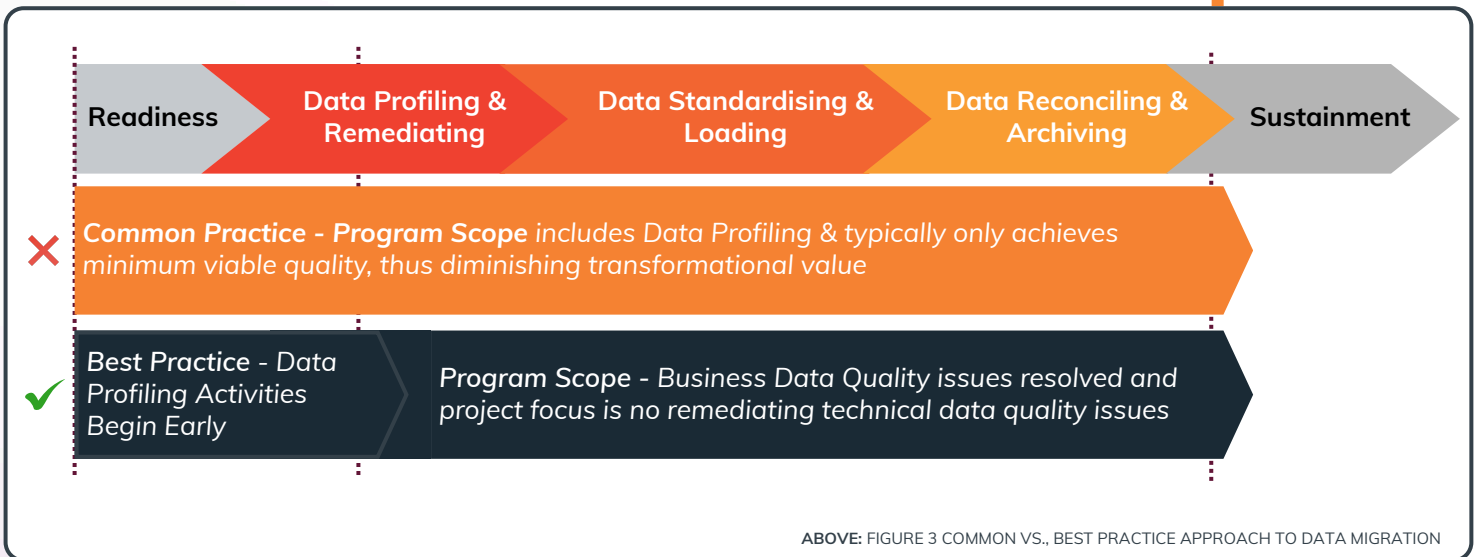 Readiness
Data Profiling &
Remediating
Data Standardising &
Loading
Data Reconciling &
Archiving
Sustainment
Common Practice - Program Scope includes Data Profiling & typically only achieves
minimum viable quality, thus diminishing transformational value
Best Practice - Data
Profiling Activities
Begin Early
Program Scope - Business Data Quality issues resolved and
project focus is no remediating technical data quality issues
ABOVE: FIGURE 3 COMMON VS., BEST PRACTICE APPROACH TO DATA MIGRATION